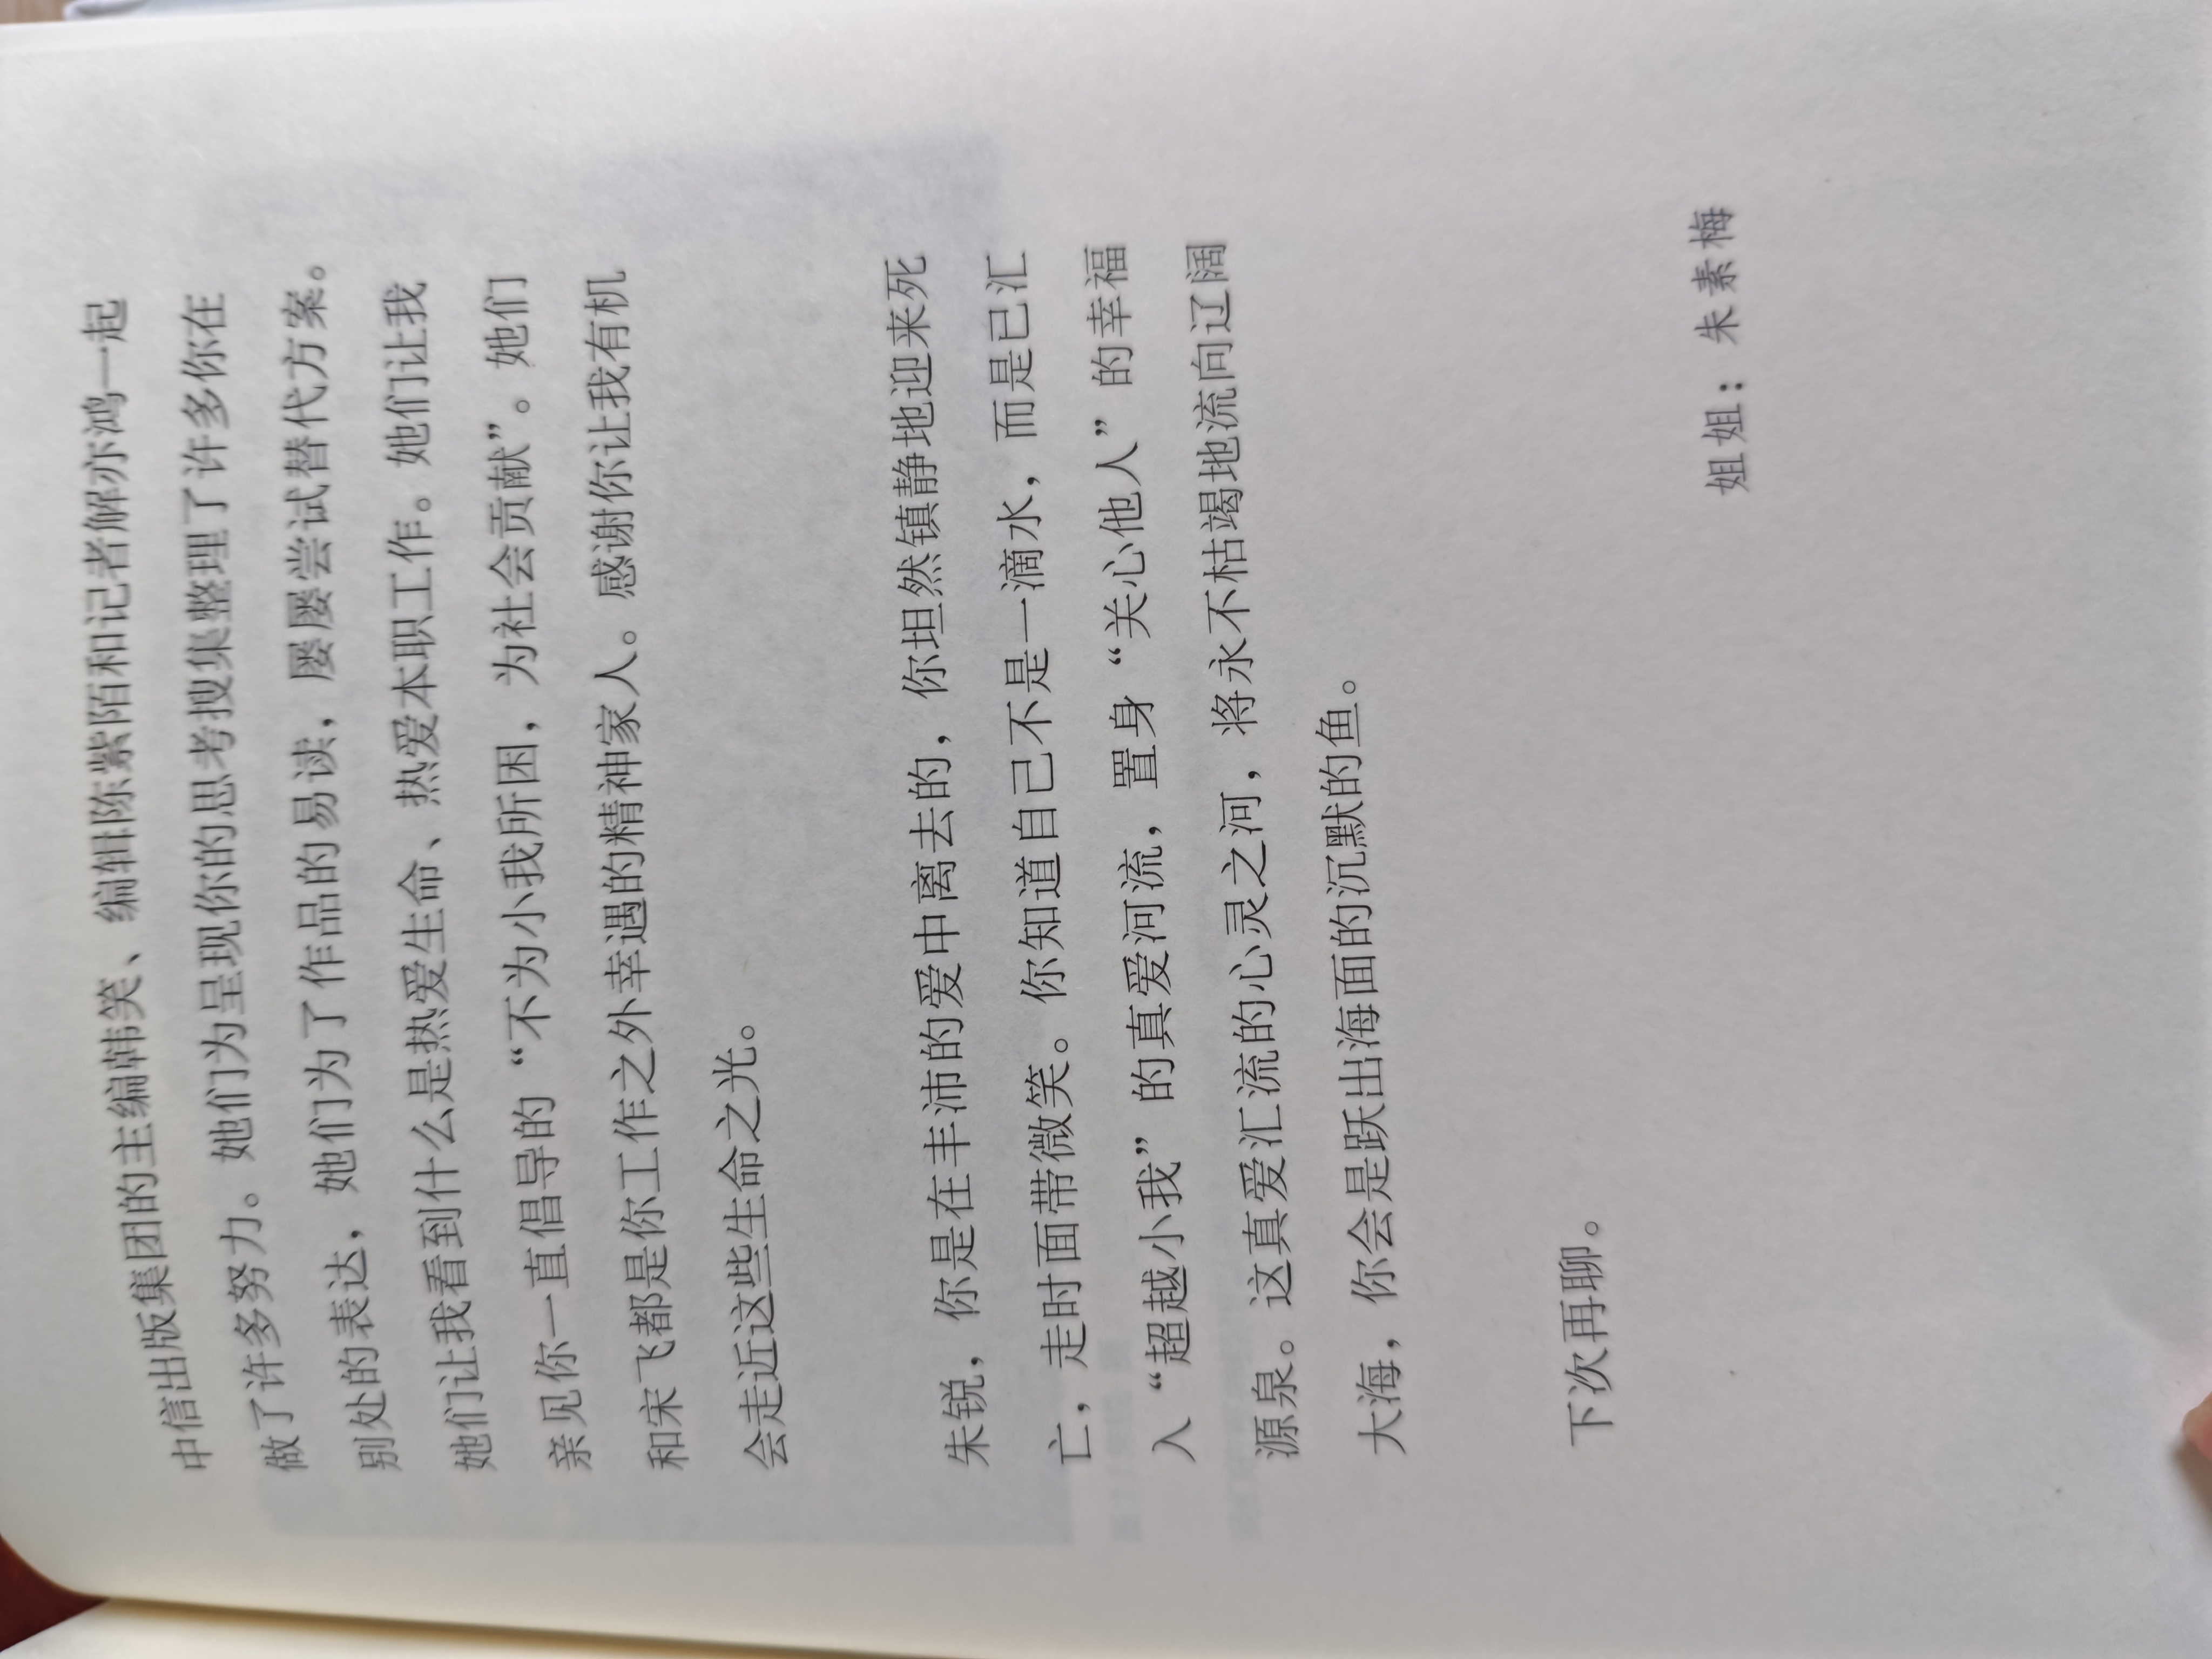 中信出版集团的主编韩笑、编辑陈紫陌和记者解亦鸿一起
做了许多努力。她们为呈现你的思考搜集整理了许多你在
别处的表达，她们为了作品的易读，屡屡尝试替代方案。
她们让我看到什么是热爱生命、热爱本职工作。她们让我
亲见你一直倡导的“不为小我所困，为社会贡献”。她们
和宋飞都是你工作之外幸遇的精神家人。感谢你让我有机
会走近这些生命之光。
朱锐，你是在丰沛的爱中离去的，你坦然镇静地迎来死
亡，走时面带微笑。你知道自己不是一滴水，而是已汇
入“超越小我”的真爱河流，置身“关心他人”的幸福
源泉。这真爱汇流的心灵之河，将永不枯竭地流向辽阔
大海，你会是跃出海面的沉默的鱼。
下次再聊。
姐姐：朱素梅